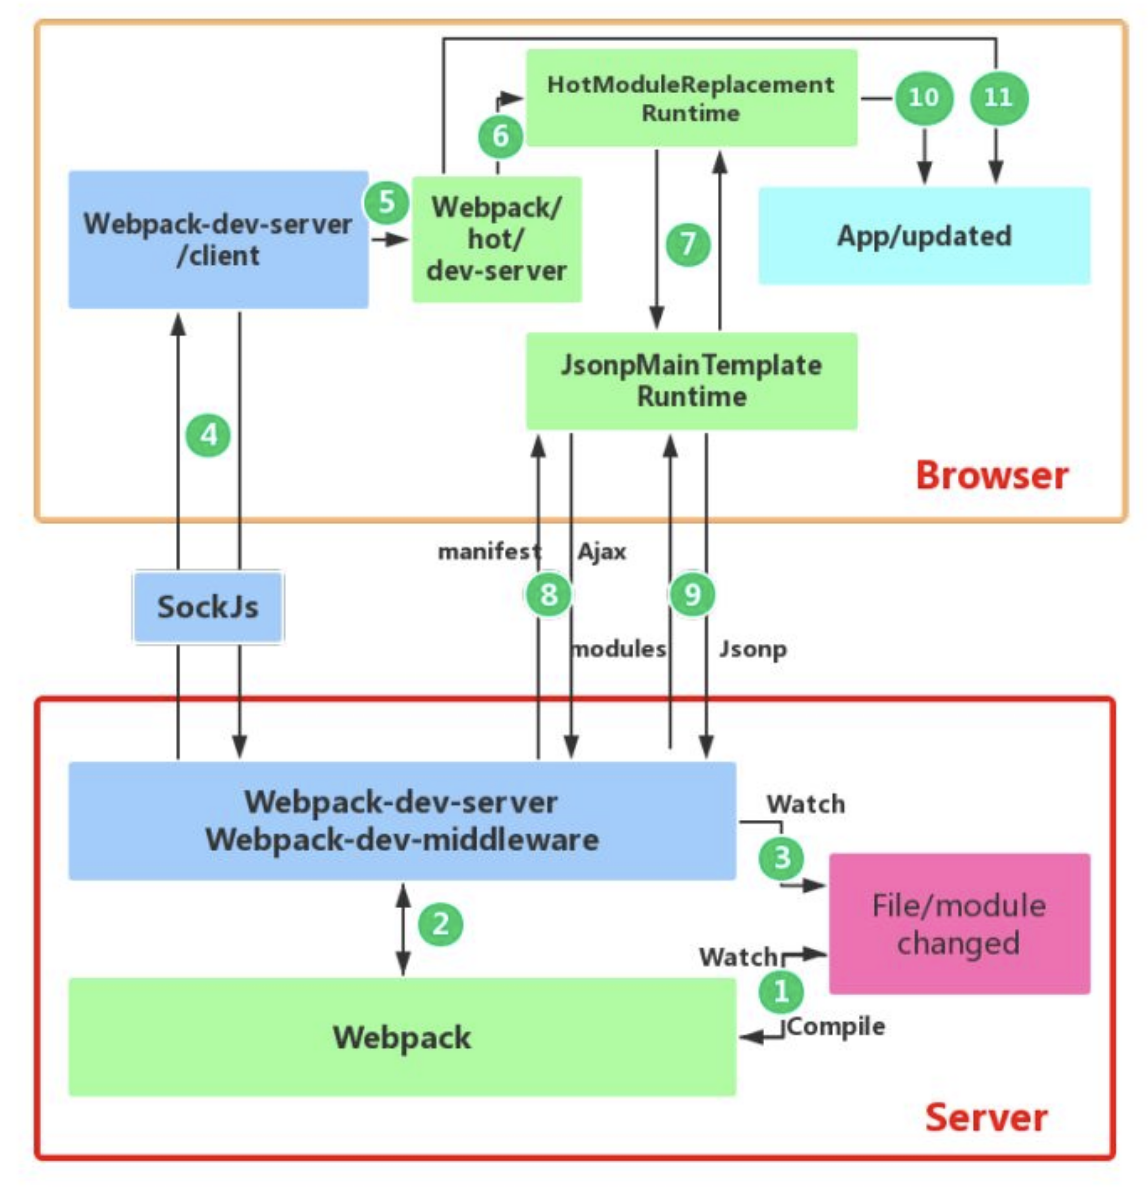 HotModuleReplacement
Runtime
10
11
6
5
Webpack-dev-server
/client
Webpack/
hot/
dev-server
7
App/updated
JsonpMainTemplate
Runtime
4
Browser
manifest
Ajax
8
9
SockJs
modules
Jsonp
Webpack-dev-server
Webpack-dev-middleware
Watch
3
File/module
changed
2
Watch
1
Compile
Webpack
Server